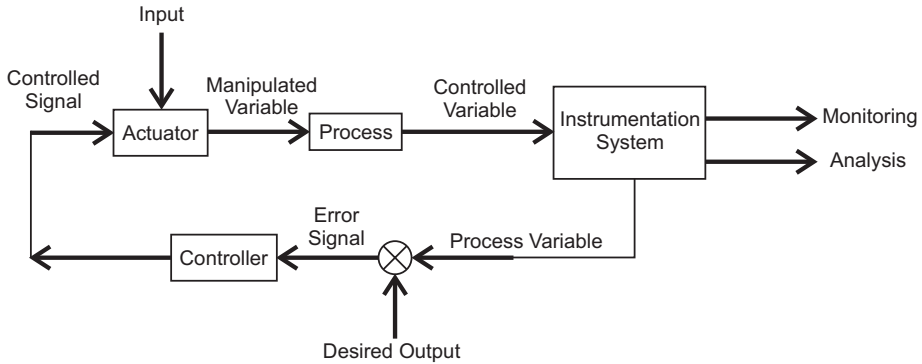 Input
Controlled
Signal
Manipulated
Variable
Controlled
Variable
Actuator
Process
Instrumentation
System
Monitoring
Analysis
Error
Signal
Process Variable
Controller
Desired Output